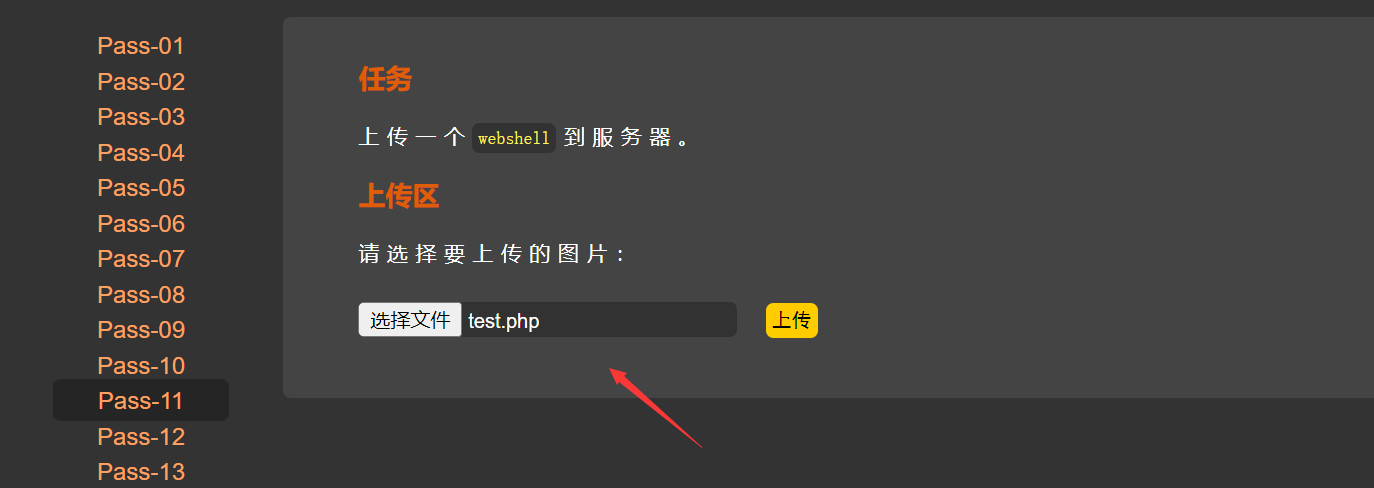 Pass-01
Pass-02
Pass-03
Pass-04
Pass-05
Pass-06
Pass-07
Pass-08
Pass-09
Pass-10
Pass-11
Pass-12
Pass-13
任务
上传一个 webshell 到服务器。
上传区
请选择要上传的图片：
选择文件 test.php 上传